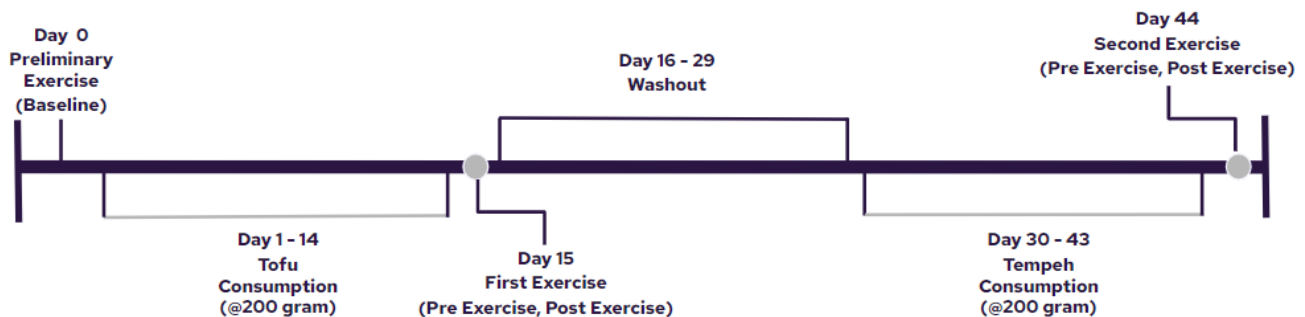 Day 0
Preliminary
Exercise
(Baseline)
Day 1 - 14
Tofu
Consumption
(@200 gram)
Day 15
First Exercise
(Pre Exercise, Post Exercise)
Day 16 - 29
Washout
Day 30 - 43
Tempeh
Consumption
(@200 gram)
Day 44
Second Exercise
(Pre Exercise, Post Exercise)